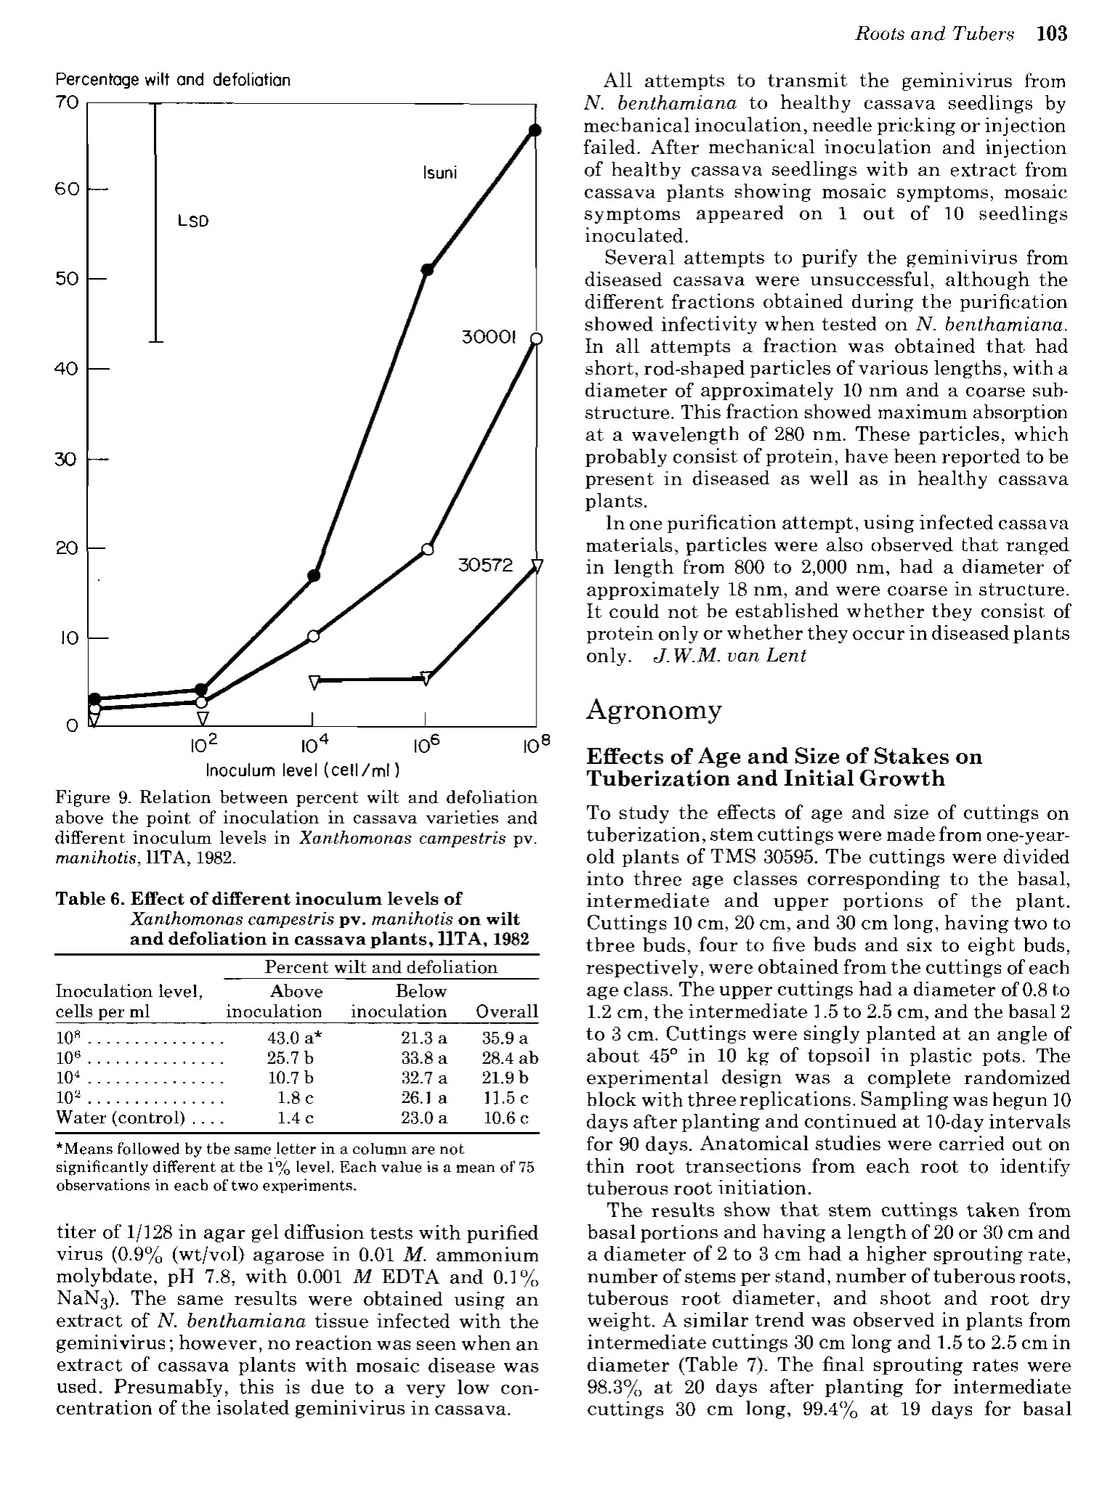 Roots and Tubers 103
Percentage wilt and defoliation
70
60
50
40
30
20
10
0
LSD
Isuni
30001
30572
10²
10⁴
10⁶
10⁸
Inoculum level (cell/ml)
Figure 9. Relation between percent wilt and defoliation
above the point of inoculation in cassava varieties and
different inoculum levels in Xanthomonas campestris pv.
manihotis, IITA, 1982.
Table 6. Effect of different inoculum levels of
Xanthomonas campestris pv. manihotis on wilt
and defoliation in cassava plants, IITA, 1982
Percent wilt and defoliation
Inoculation level, Above Below
cells per ml inoculation inoculation Overall
10⁸ ............... 43.0 a* 21.3 a 35.9 a
10⁶ ............... 25.7 b 33.8 a 28.4 ab
10⁴ ............... 10.7 b 32.7 a 21.9 b
10² ............... 1.8 c 26.1 a 11.5 c
Water (control) .... 1.4 c 23.0 a 10.6 c
*Means followed by the same letter in a column are not
significantly different at the 1% level. Each value is a mean of 75
observations in each of two experiments.
titer of 1/128 in agar gel diffusion tests with purified
virus (0.9% (wt/vol) agarose in 0.01 M. ammonium
molybdate, pH 7.8, with 0.001 M EDTA and 0.1%
NaN₃). The same results were obtained using an
extract of N. benthamiana tissue infected with the
geminivirus; however, no reaction was seen when an
extract of cassava plants with mosaic disease was
used. Presumably, this is due to a very low con-
centration of the isolated geminivirus in cassava.
All attempts to transmit the geminivirus from
N. benthamiana to healthy cassava seedlings by
mechanical inoculation, needle pricking or injection
failed. After mechanical inoculation and injection
of healthy cassava seedlings with an extract from
cassava plants showing mosaic symptoms, mosaic
symptoms appeared on 1 out of 10 seedlings
inoculated.
Several attempts to purify the geminivirus from
diseased cassava were unsuccessful, although the
different fractions obtained during the purification
showed infectivity when tested on N. benthamiana.
In all attempts a fraction was obtained that had
short, rod-shaped particles of various lengths, with a
diameter of approximately 10 nm and a coarse sub-
structure. This fraction showed maximum absorption
at a wavelength of 280 nm. These particles, which
probably consist of protein, have been reported to be
present in diseased as well as in healthy cassava
plants.
In one purification attempt, using infected cassava
materials, particles were also observed that ranged
in length from 800 to 2,000 nm, had a diameter of
approximately 18 nm, and were coarse in structure.
It could not be established whether they consist of
protein only or whether they occur in diseased plants
only. J.W.M. van Lent
Agronomy
Effects of Age and Size of Stakes on
Tuberization and Initial Growth
To study the effects of age and size of cuttings on
tuberization, stem cuttings were made from one-year-
old plants of TMS 30595. The cuttings were divided
into three age classes corresponding to the basal,
intermediate and upper portions of the plant.
Cuttings 10 cm, 20 cm, and 30 cm long, having two to
three buds, four to five buds and six to eight buds,
respectively, were obtained from the cuttings of each
age class. The upper cuttings had a diameter of 0.8 to
1.2 cm, the intermediate 1.5 to 2.5 cm, and the basal 2
to 3 cm. Cuttings were singly planted at an angle of
about 45° in 10 kg of topsoil in plastic pots. The
experimental design was a complete randomized
block with three replications. Sampling was begun 10
days after planting and continued at 10-day intervals
for 90 days. Anatomical studies were carried out on
thin root transections from each root to identify
tuberous root initiation.
The results show that stem cuttings taken from
basal portions and having a length of 20 or 30 cm and
a diameter of 2 to 3 cm had a higher sprouting rate,
number of stems per stand, number of tuberous roots,
tuberous root diameter, and shoot and root dry
weight. A similar trend was observed in plants from
intermediate cuttings 30 cm long and 1.5 to 2.5 cm in
diameter (Table 7). The final sprouting rates were
98.3% at 20 days after planting for intermediate
cuttings 30 cm long, 99.4% at 19 days for basal